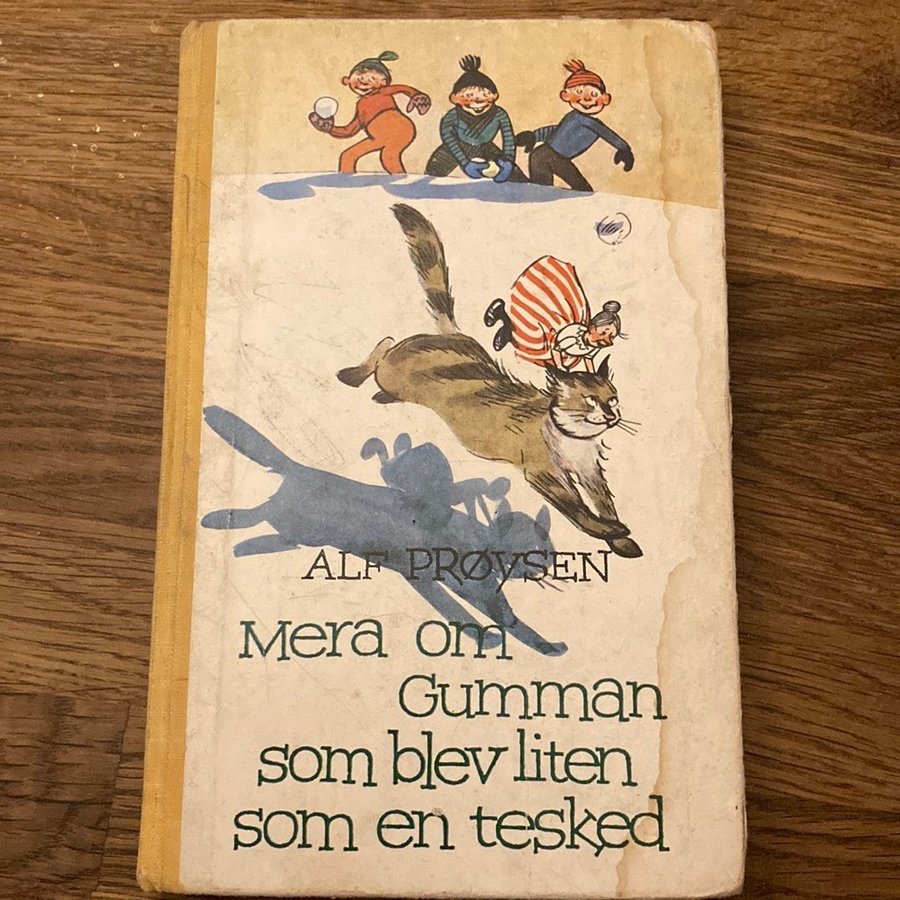 ALF PRØYSEN
Mera om
Gumman
som blev liten
som en tesked